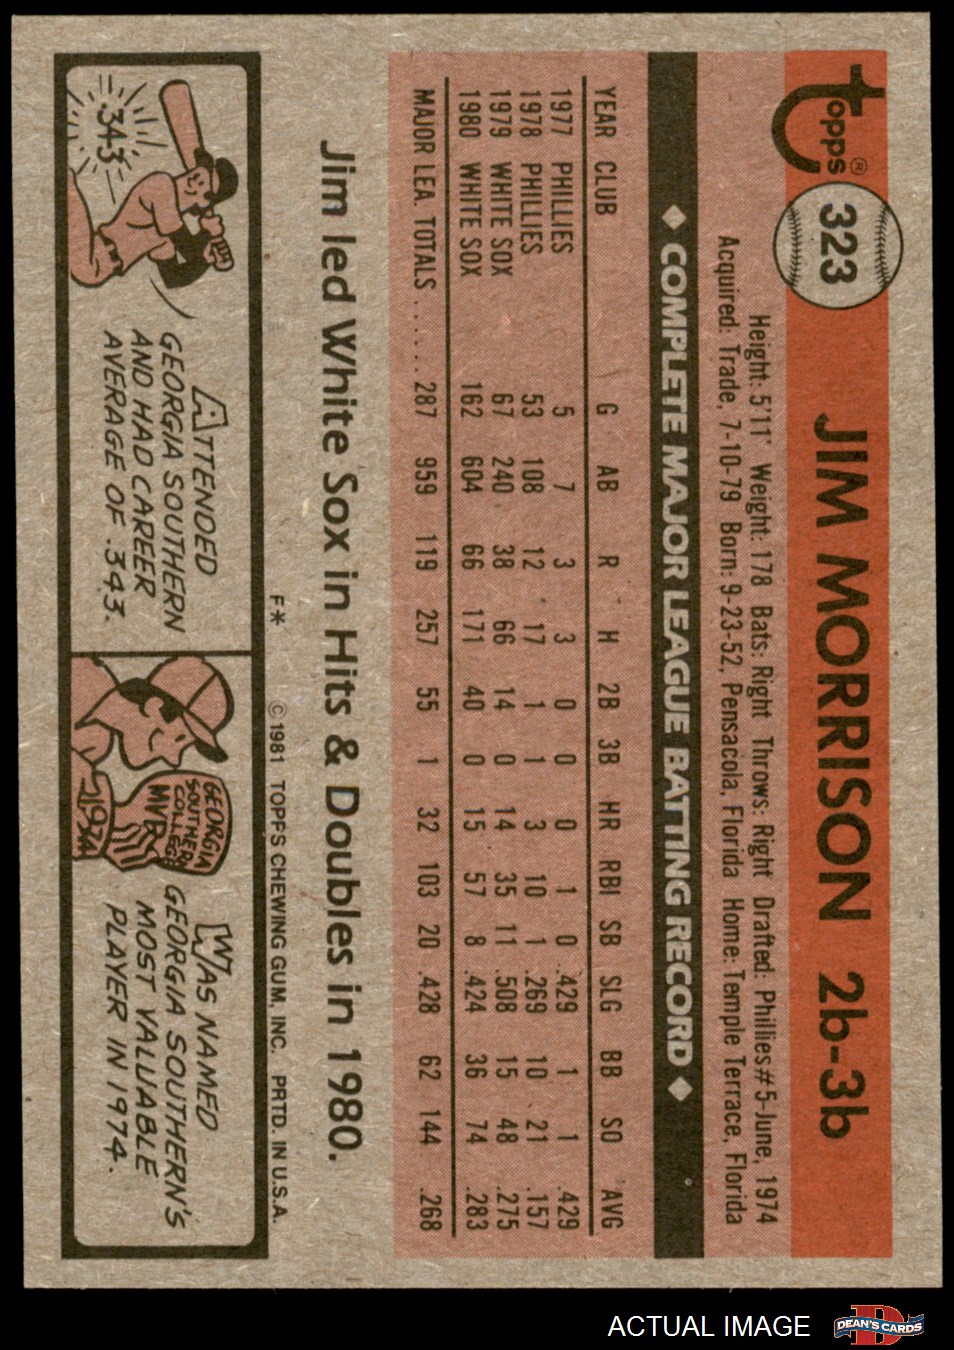 topps®
323
JIM MORRISON 2b-3b
Height: 5'11" Weight: 178 Bats: Right Throws: Right Drafted: Phillies #5-June, 1974
Acquired: Trade, 7-10-79 Born: 9-23-52, Pensacola, Florida Home: Temple Terrace, Florida
◆ COMPLETE MAJOR LEAGUE BATTING RECORD ◆
YEAR CLUB G AB R H 2B 3B HR RBI SB SLG BB SO AVG
1977 PHILLIES 5 7 3 3 0 0 0 1 0 .429 1 1 .429
1978 PHILLIES 53 108 12 17 1 1 3 10 1 .269 10 21 .157
1979 WHITE SOX 67 240 38 66 14 0 14 35 11 .508 15 48 .275
1980 WHITE SOX 162 604 66 171 40 0 15 57 8 .424 36 74 .283
MAJOR LEA. TOTALS ...... 287 959 119 257 55 1 32 103 20 .428 62 144 .268
Jim led White Sox in Hits & Doubles in 1980.
F* ©1981 TOPPS CHEWING GUM, INC. PRTD. IN U.S.A.
.343
ATTENDED
GEORGIA SOUTHERN
AND HAD CAREER
AVERAGE OF .343.
GEORGIA
SOUTHERN
COLLEGE
MVP
1974
WAS NAMED
GEORGIA SOUTHERN'S
MOST VALUABLE
PLAYER IN 1974.
ACTUAL IMAGE
D
DEAN'S CARDS